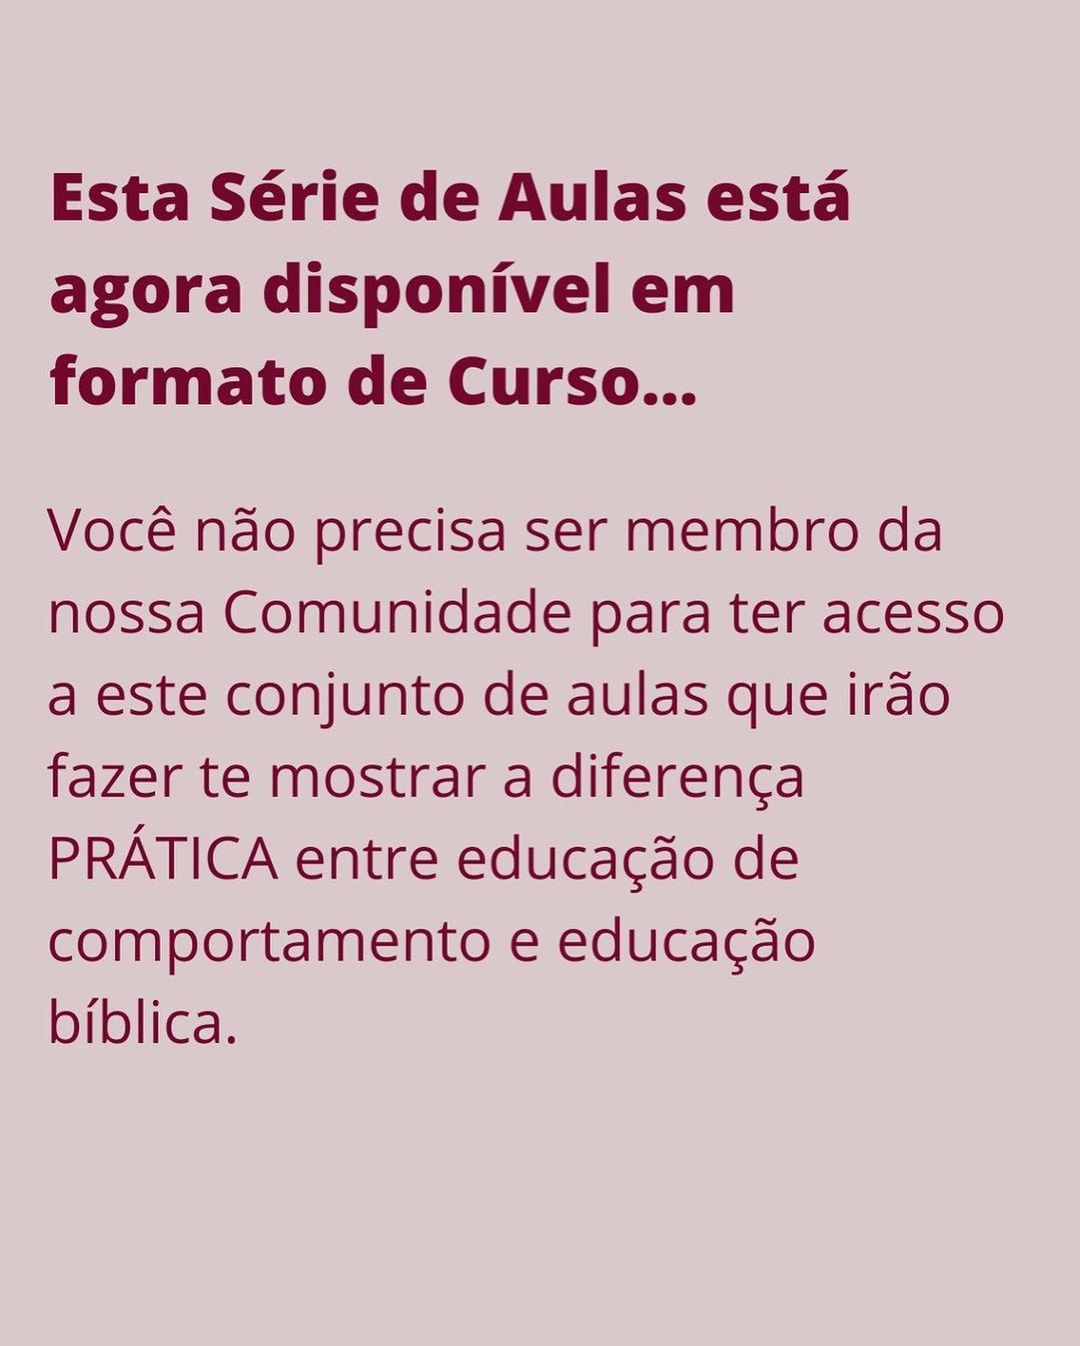 Esta Série de Aulas está
agora disponível em
formato de Curso...
Você não precisa ser membro da
nossa Comunidade para ter acesso
a este conjunto de aulas que irão
fazer te mostrar a diferença
PRÁTICA entre educação de
comportamento e educação
bíblica.